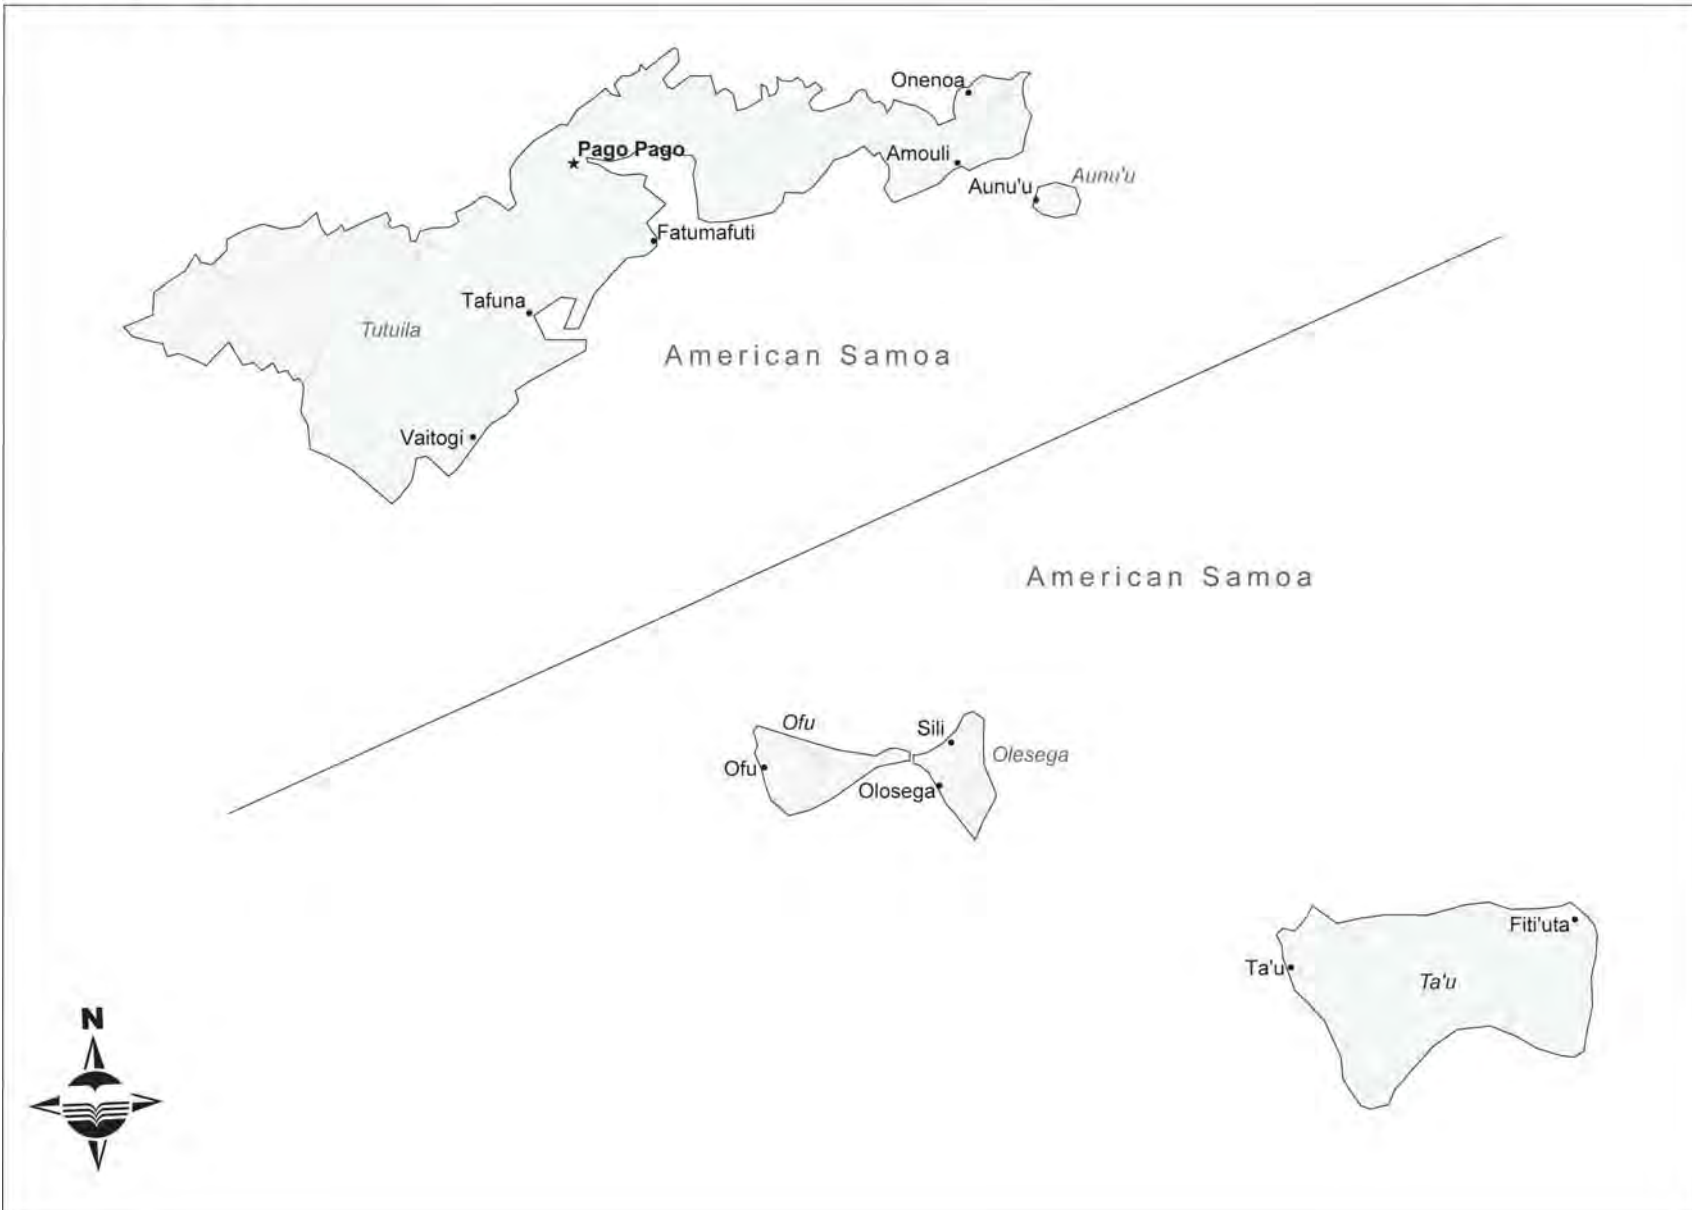 Onenoa
Pago Pago
Amouli
Aunu'u
Aunu'u
Fatumafuti
Tafuna
Tutuila
American Samoa
Vaitogi
American Samoa
Ofu
Sili
Olesega
Ofu
Olosega
Fiti'uta
Ta'u
Ta'u
N